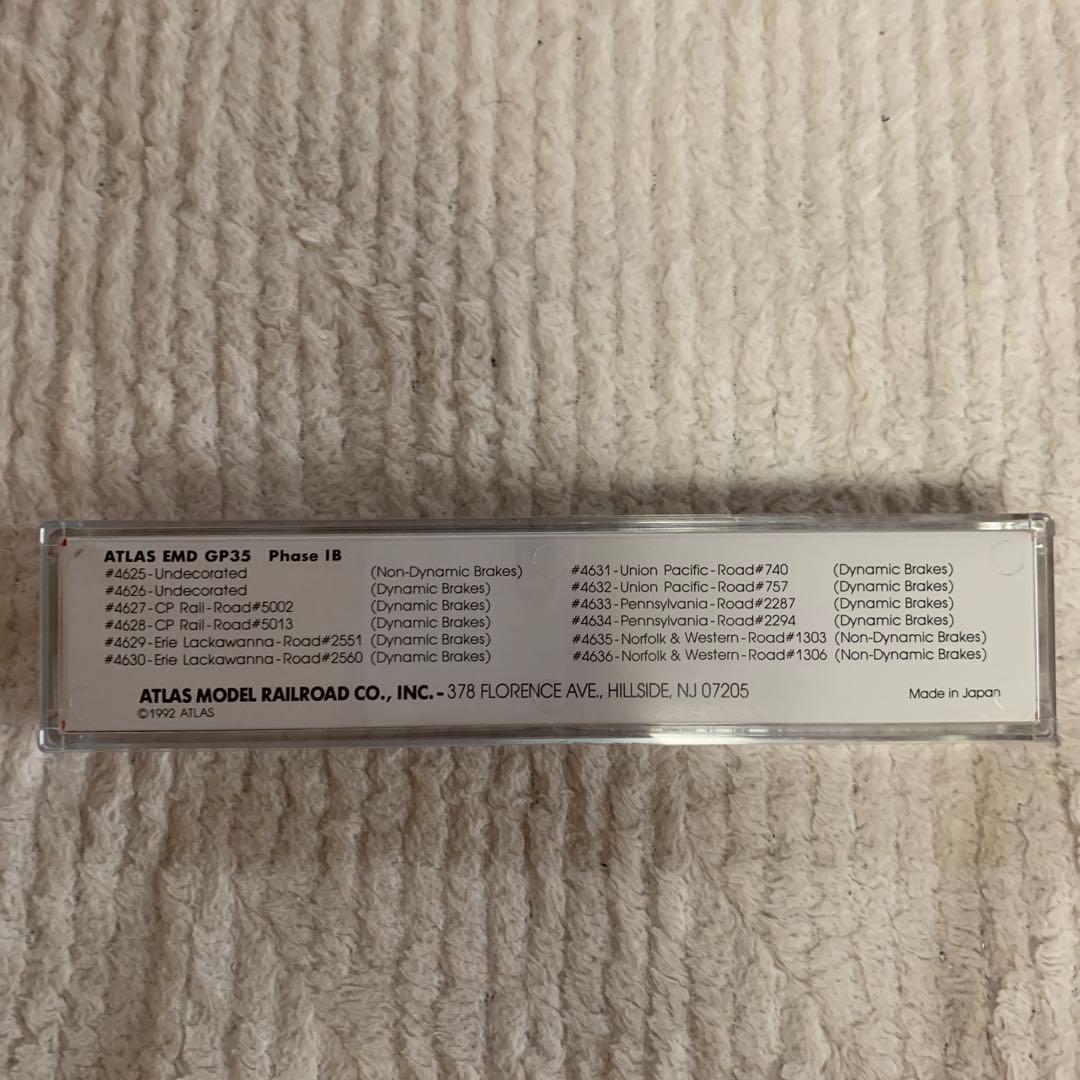 ATLAS EMD GP35 Phase IB
#4625-Undecorated (Non-Dynamic Brakes)
#4626-Undecorated (Dynamic Brakes)
#4627-CP Rail-Road#5002 (Dynamic Brakes)
#4628-CP Rail-Road#5013 (Dynamic Brakes)
#4629-Erie Lackawanna-Road#2551 (Dynamic Brakes)
#4630-Erie Lackawanna-Road#2560 (Dynamic Brakes)
#4631-Union Pacific-Road#740 (Dynamic Brakes)
#4632-Union Pacific-Road#757 (Dynamic Brakes)
#4633-Pennsylvania-Road#2287 (Dynamic Brakes)
#4634-Pennsylvania-Road#2294 (Dynamic Brakes)
#4635-Norfolk & Western-Road#1303 (Non-Dynamic Brakes)
#4636-Norfolk & Western-Road#1306 (Non-Dynamic Brakes)
ATLAS MODEL RAILROAD CO., INC. - 378 FLORENCE AVE., HILLSIDE, NJ 07205
©1992 ATLAS
Made in Japan